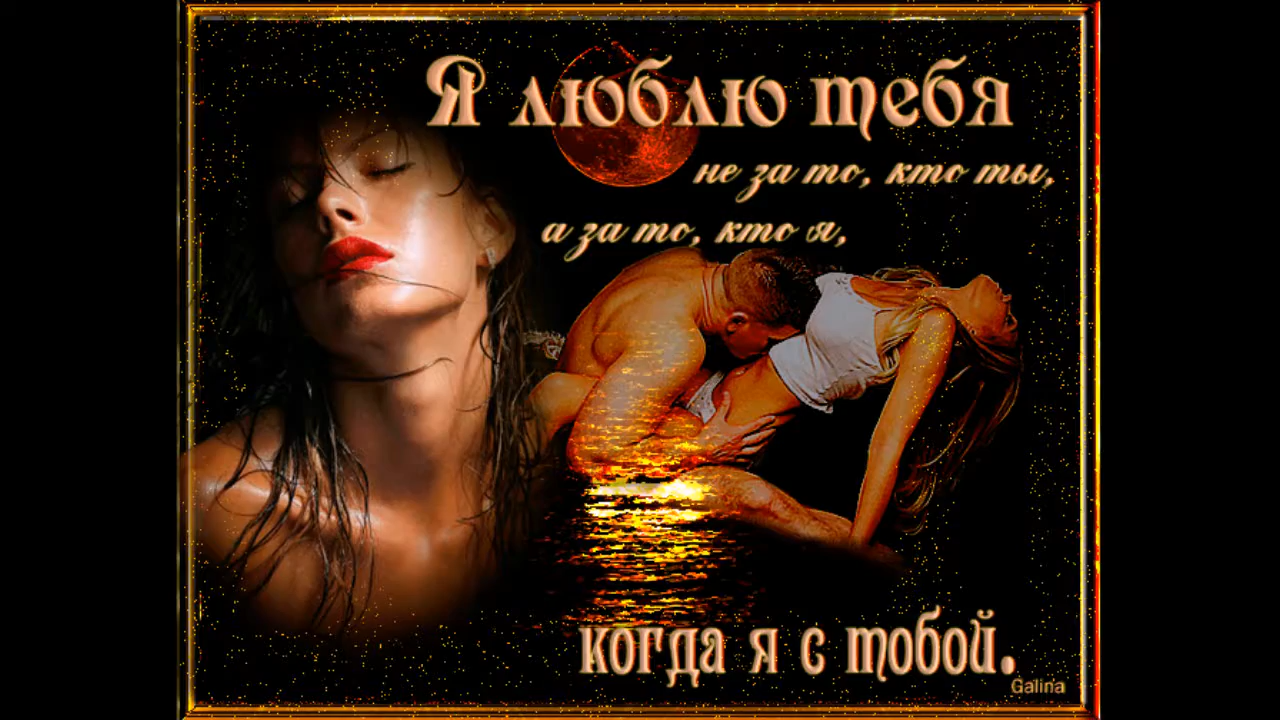 Я люблю тебя
не за то, кто ты,
а за то, кто я,
когда я с тобой.
Galina